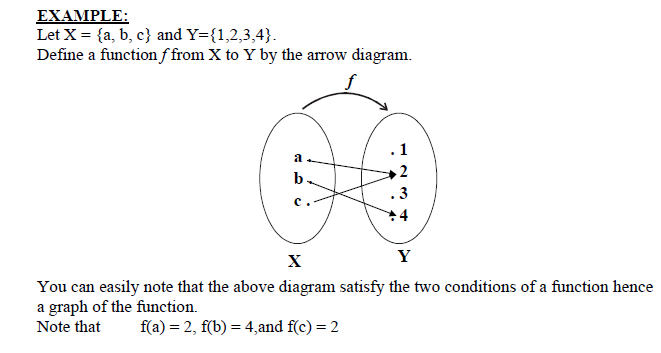 EXAMPLE:
Let X = {a, b, c} and Y={1,2,3,4}.
Define a function f from X to Y by the arrow diagram.
f
a .
b.
c .
. 1
2
. 3
. 4
X
Y
You can easily note that the above diagram satisfy the two conditions of a function hence
a graph of the function.
Note that f(a) = 2, f(b) = 4,and f(c) = 2